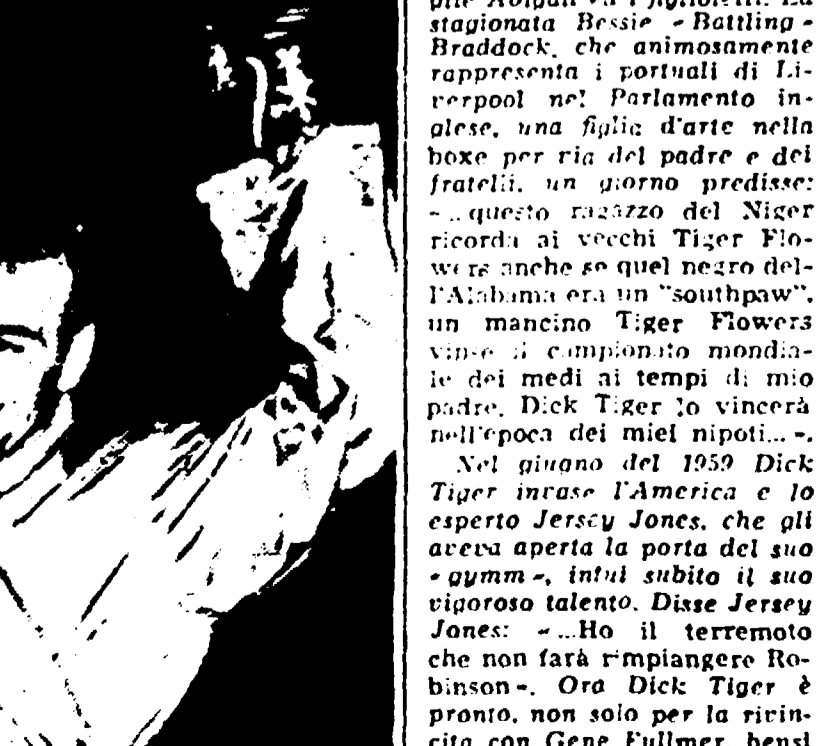 stagionata Bessie « Battling »
Braddock, che animosamente
rappresenta i portuali di Li-
verpool nel Parlamento in-
glese, una figlia d'arte nella
boxe per via del padre e dei
fratelli, un giorno predisse:
« ...questo ragazzo del Niger
ricorda ai vecchi Tiger Flo-
wers anche se quel negro del-
l'Alabama era un "southpaw",
un mancino Tiger Flowers
vinse il campionato mondia-
le dei medi ai tempi di mio
padre, Dick Tiger lo vincerà
nell'epoca dei miei nipoti... ».
Nel giugno del 1959 Dick
Tiger invase l'America e lo
esperto Jersey Jones, che gli
aveva aperta la porta del suo
« gymm », intuì subito il suo
vigoroso talento. Disse Jersey
Jones: « ...Ho il terremoto
che non farà rimpiangere Ro-
binson ». Ora Dick Tiger è
pronto, non solo per la rivin-
cita con Gene Fullmer, bensì